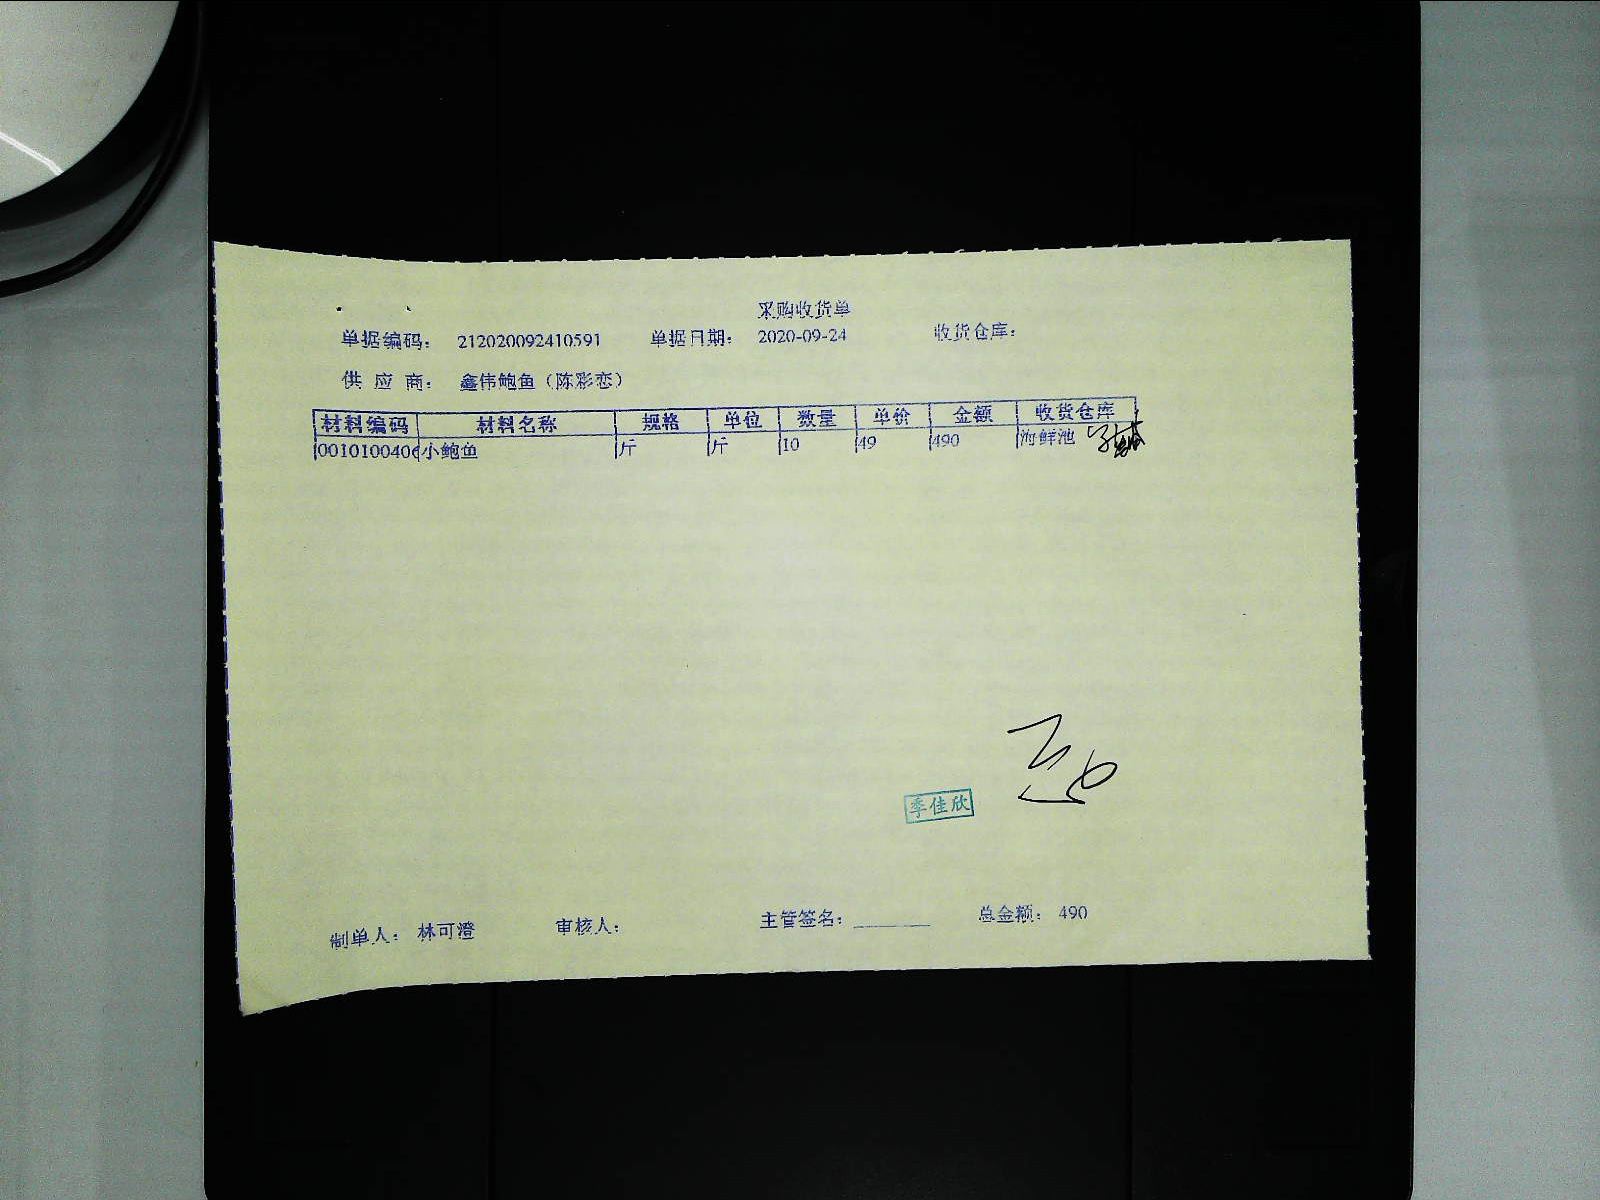 采购收货单
单据编码： 212020092410591 单据日期： 2020-09-24 收货仓库：
供 应 商： 鑫伟鲍鱼（陈彩恋）
材料编码 材料名称 规格 单位 数量 单价 金额 收货仓库
0010100406 小鲍鱼 斤 斤 10 49 490 海鲜池
季佳欣
制单人： 林可澄 审核人： 主管签名： 总金额： 490